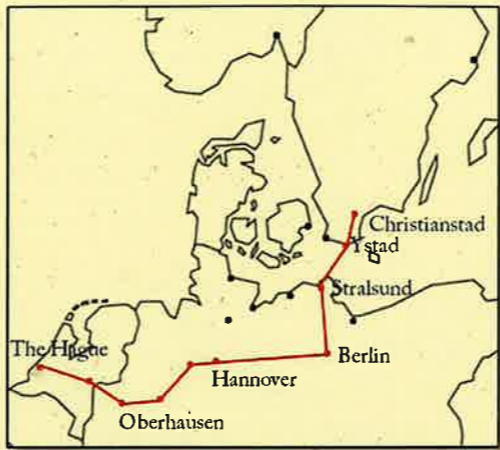 Christianstad
Ystad
Stralsund
The Hague
Berlin
Hannover
Oberhausen